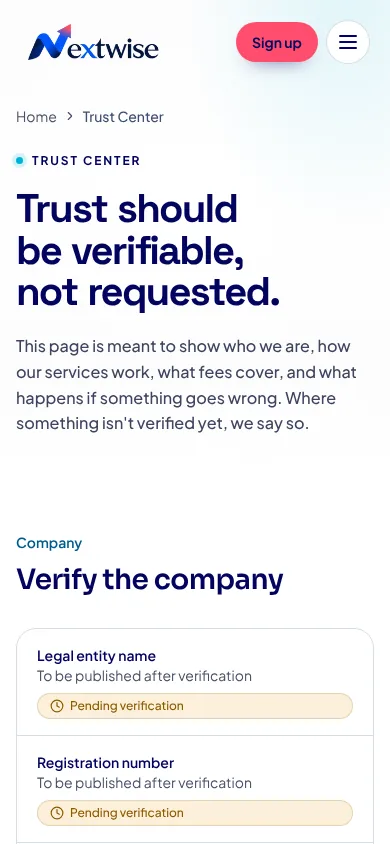 Nextwise
Sign up
Home > Trust Center
TRUST CENTER
Trust should
be verifiable,
not requested.
This page is meant to show who we are, how
our services work, what fees cover, and what
happens if something goes wrong. Where
something isn't verified yet, we say so.
Company
Verify the company
Legal entity name
To be published after verification
Pending verification
Registration number
To be published after verification
Pending verification